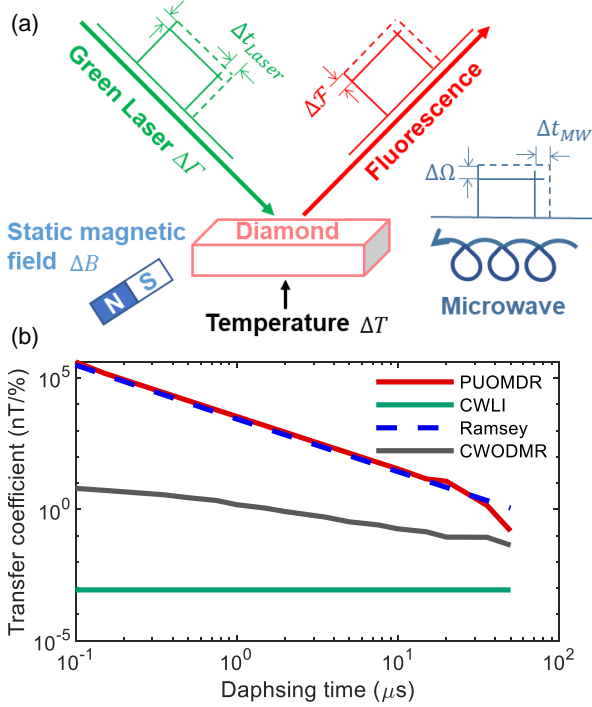 (a)
Δt_Laser
Green Laser ΔΓ
Δℱ
Fluorescence
Δt_MW
ΔΩ
Static magnetic
field ΔB
N S
Diamond
Microwave
Temperature ΔT
(b)
Transfer coefficient (nT/%)
10^5
10^0
10^-5
PUOMDR
CWLI
Ramsey
CWODMR
10^-1 10^0 10^1 10^2
Daphsing time (μs)